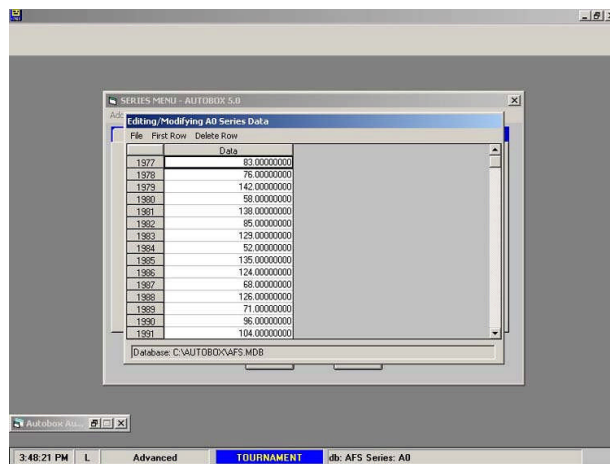 SERIES MENU - AUTOBOX 5.0
Editing/Modifying A0 Series Data
File First Row Delete Row
Data
1977 83.00000000
1978 76.00000000
1979 142.00000000
1980 58.00000000
1981 138.00000000
1982 85.00000000
1983 129.00000000
1984 52.00000000
1985 135.00000000
1986 124.00000000
1987 68.00000000
1988 126.00000000
1989 71.00000000
1990 96.00000000
1991 104.00000000
Database: C:\AUTOBOX\AFS.MDB
Autobox Au...
3:48:21 PM L Advanced TOURNAMENT db: AFS Series: A0